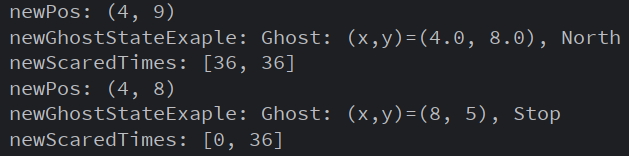 newPos: (4, 9)
newGhostStateExaple: Ghost: (x,y)=(4.0, 8.0), North
newScaredTimes: [36, 36]
newPos: (4, 8)
newGhostStateExaple: Ghost: (x,y)=(8, 5), Stop
newScaredTimes: [0, 36]